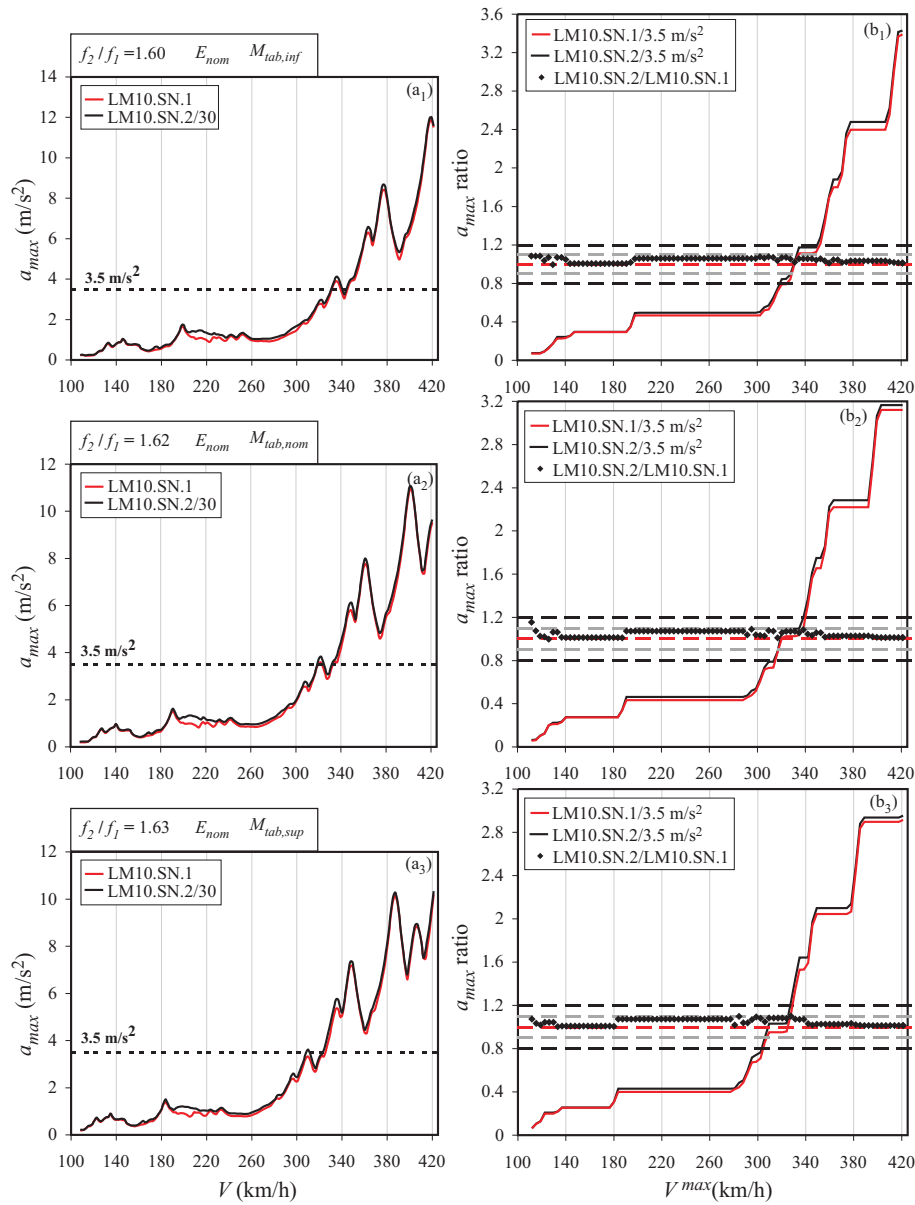 f2 / f1 =1.60 Enom Mtab,inf
(a1)
LM10.SN.1
LM10.SN.2/30
14
12
10
8
6
4
2
0
amax (m/s2)
3.5 m/s2
100 140 180 220 260 300 340 380 420
(b1)
LM10.SN.1/3.5 m/s2
LM10.SN.2/3.5 m/s2
LM10.SN.2/LM10.SN.1
3.6
3.2
2.8
2.4
2
1.6
1.2
0.8
0.4
0
amax ratio
100 140 180 220 260 300 340 380 420
f2 / f1 = 1.62 Enom Mtab,nom
(a2)
LM10.SN.1
LM10.SN.2/30
12
10
8
6
4
2
0
amax (m/s2)
3.5 m/s2
100 140 180 220 260 300 340 380 420
(b2)
LM10.SN.1/3.5 m/s2
LM10.SN.2/3.5 m/s2
LM10.SN.2/LM10.SN.1
3.2
2.8
2.4
2
1.6
1.2
0.8
0.4
0
amax ratio
100 140 180 220 260 300 340 380 420
f2 / f1 = 1.63 Enom Mtab,sup
(a3)
LM10.SN.1
LM10.SN.2/30
12
10
8
6
4
2
0
amax (m/s2)
3.5 m/s2
100 140 180 220 260 300 340 380 420
V (km/h)
(b3)
LM10.SN.1/3.5 m/s2
LM10.SN.2/3.5 m/s2
LM10.SN.2/LM10.SN.1
3.2
2.8
2.4
2
1.6
1.2
0.8
0.4
0
amax ratio
100 140 180 220 260 300 340 380 420
Vmax(km/h)